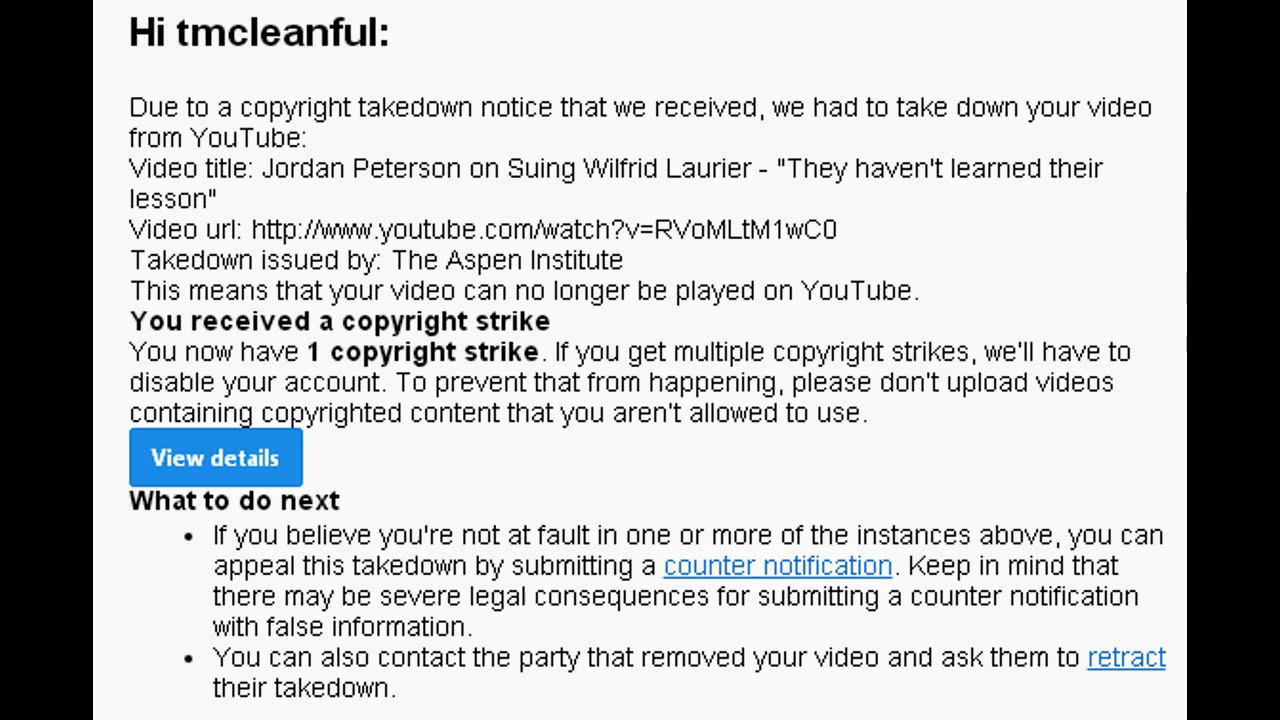 Hi tmcleanful:
Due to a copyright takedown notice that we received, we had to take down your video
from YouTube:
Video title: Jordan Peterson on Suing Wilfrid Laurier - "They haven't learned their
lesson"
Video url: http://www.youtube.com/watch?v=RVoMLtM1wC0
Takedown issued by: The Aspen Institute
This means that your video can no longer be played on YouTube.
You received a copyright strike
You now have 1 copyright strike. If you get multiple copyright strikes, we'll have to
disable your account. To prevent that from happening, please don't upload videos
containing copyrighted content that you aren't allowed to use.
View details
What to do next
• If you believe you're not at fault in one or more of the instances above, you can
appeal this takedown by submitting a counter notification. Keep in mind that
there may be severe legal consequences for submitting a counter notification
with false information.
• You can also contact the party that removed your video and ask them to retract
their takedown.